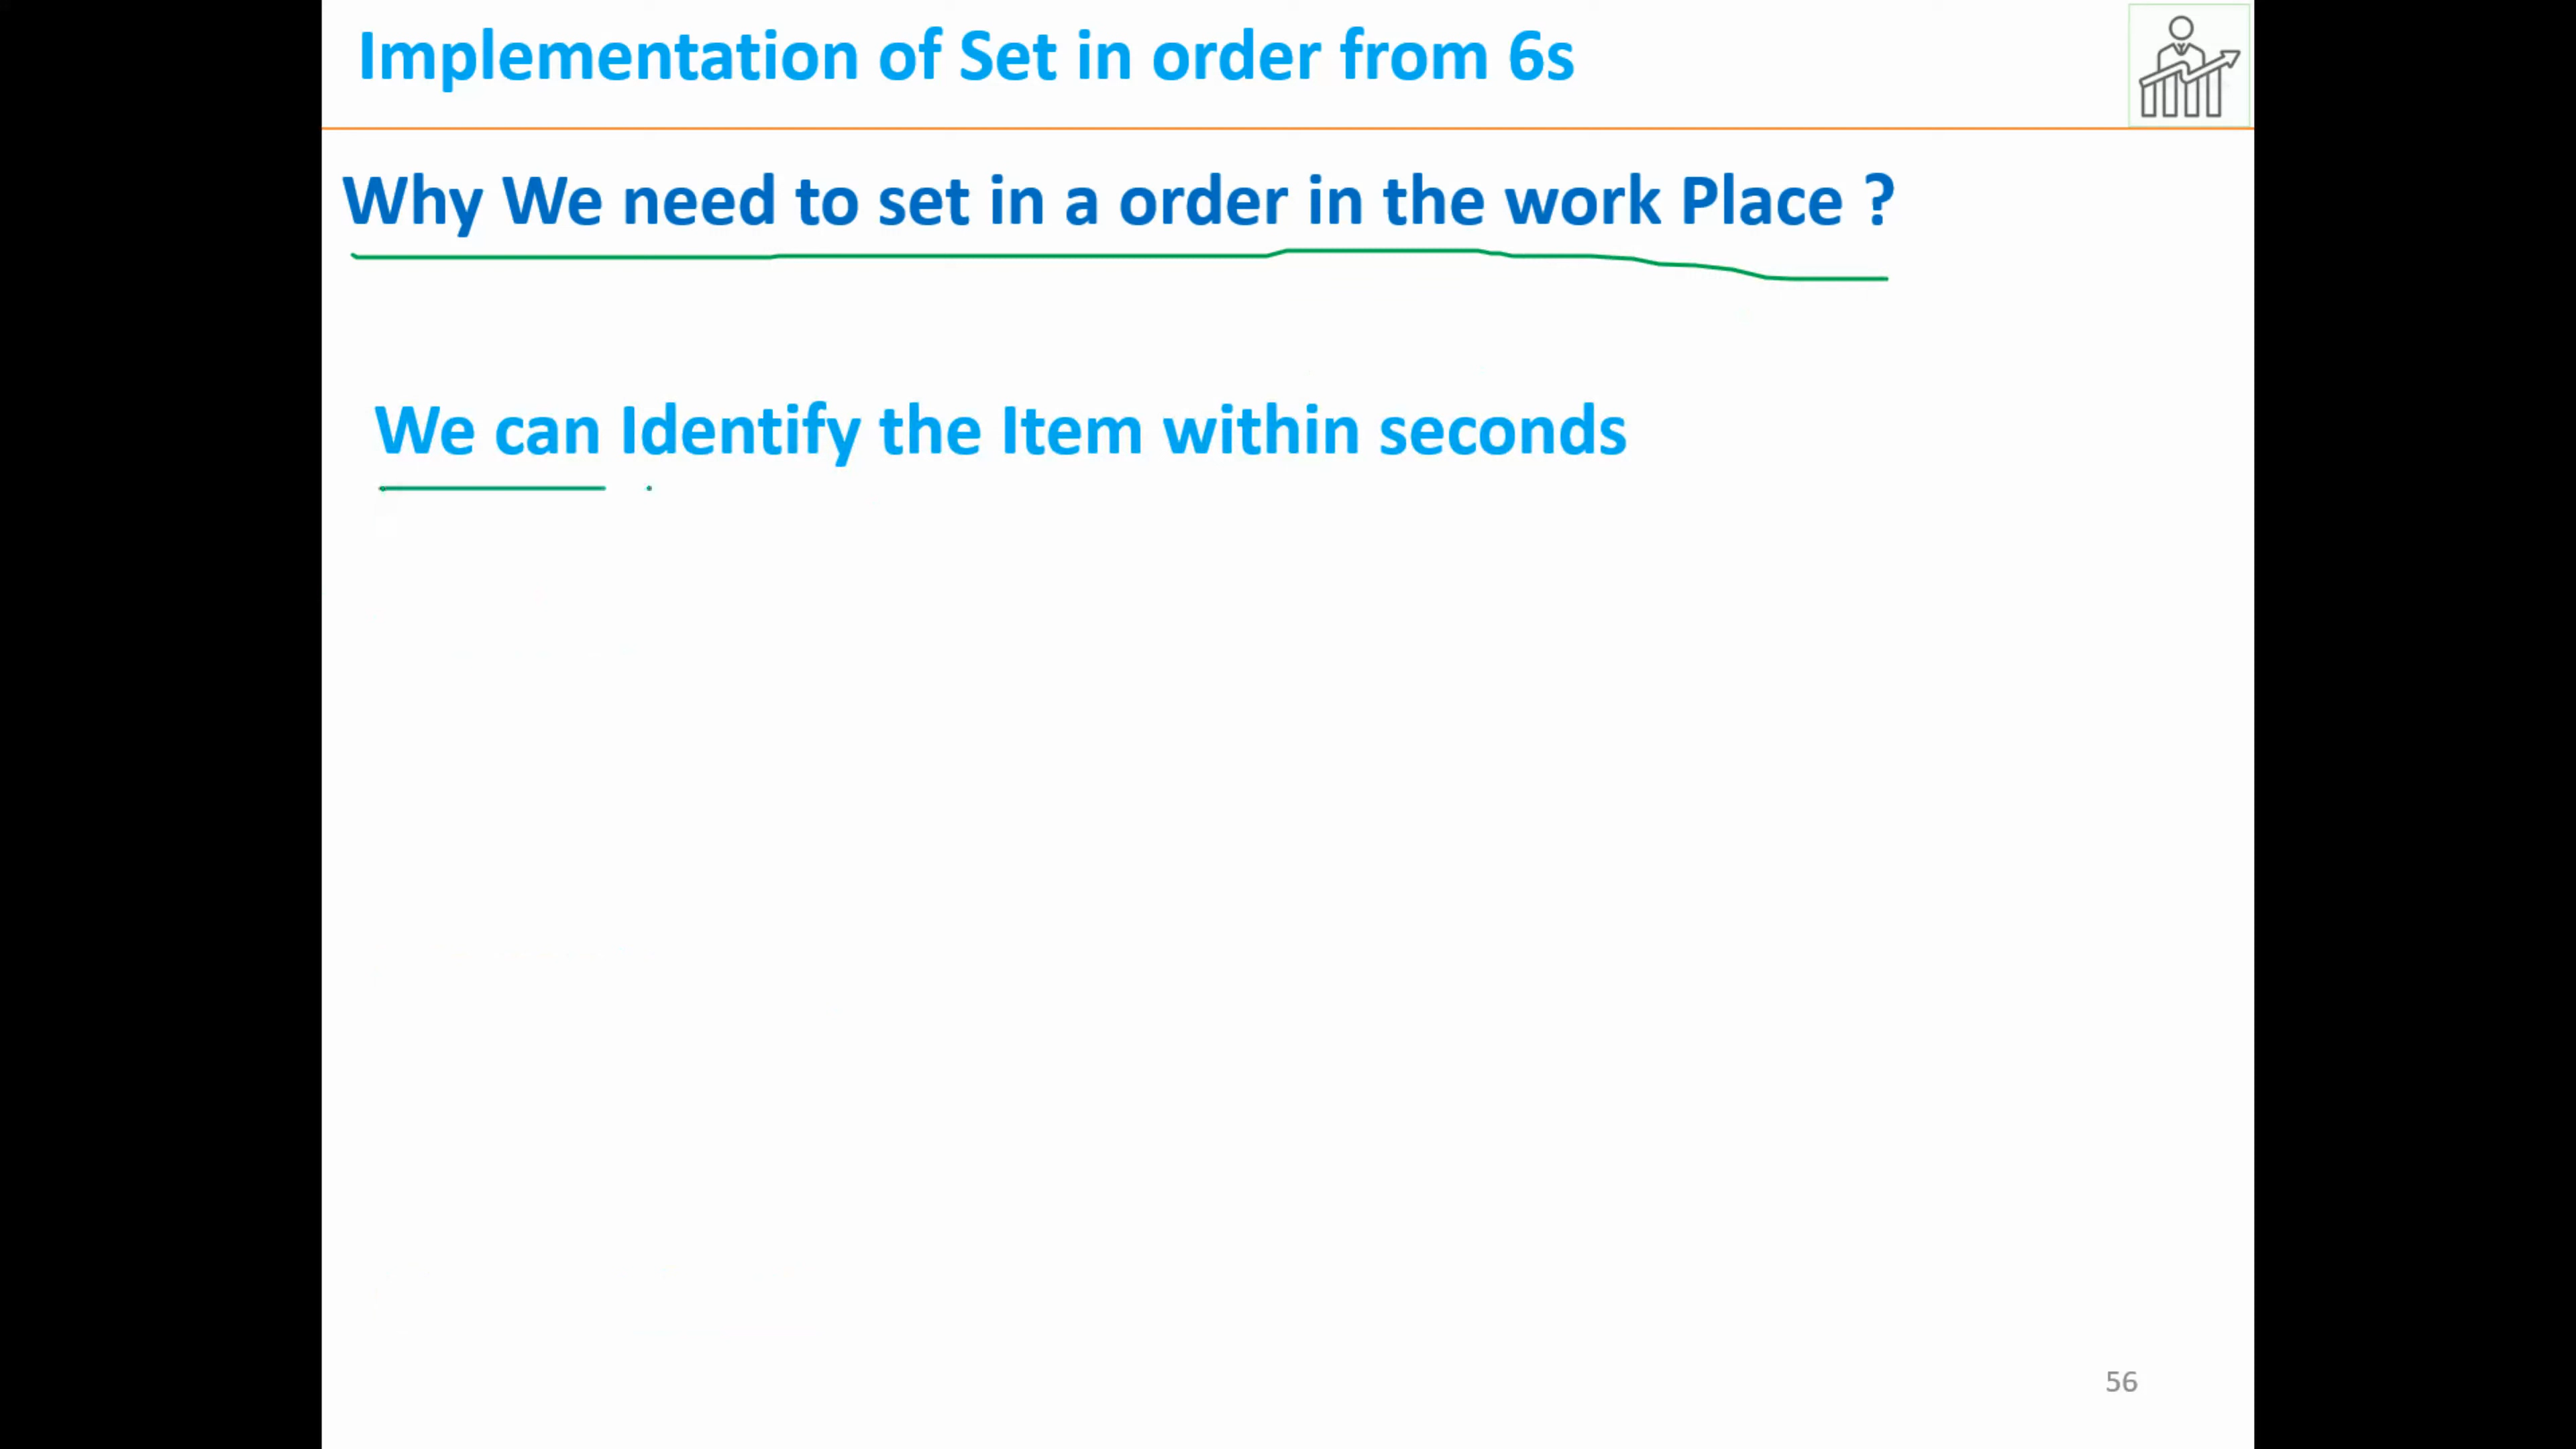 Implementation of Set in order from 6s
Why We need to set in a order in the work Place ?
We can Identify the Item within seconds
56